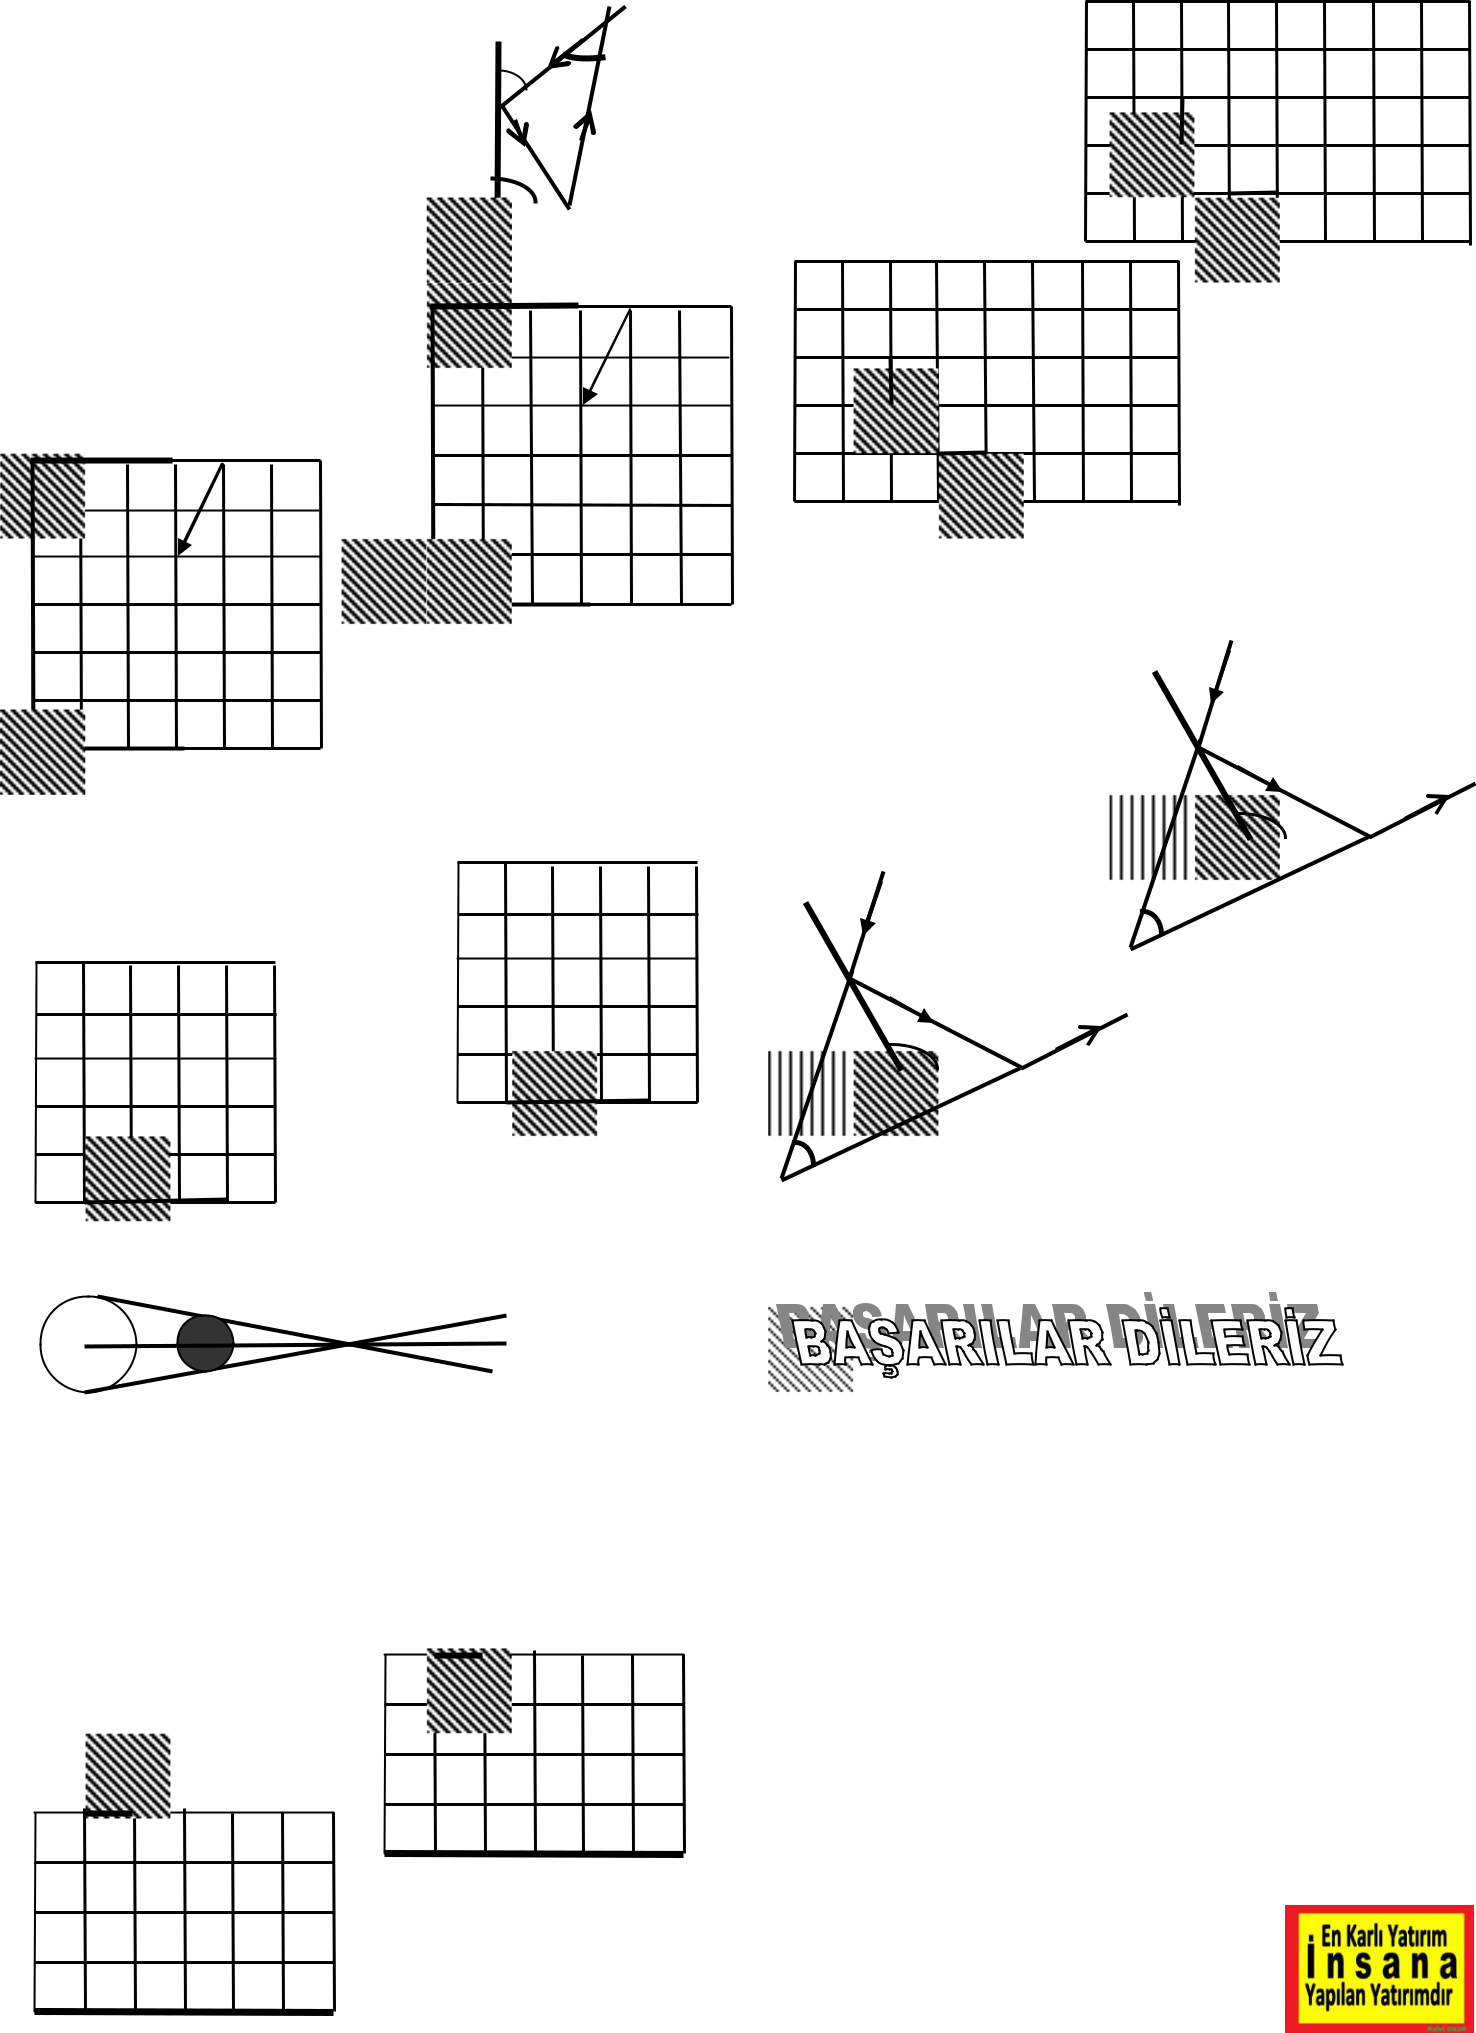 BAŞARILAR DİLERİZ
En Karlı Yatırım
İnsana
Yapılan Yatırımdır